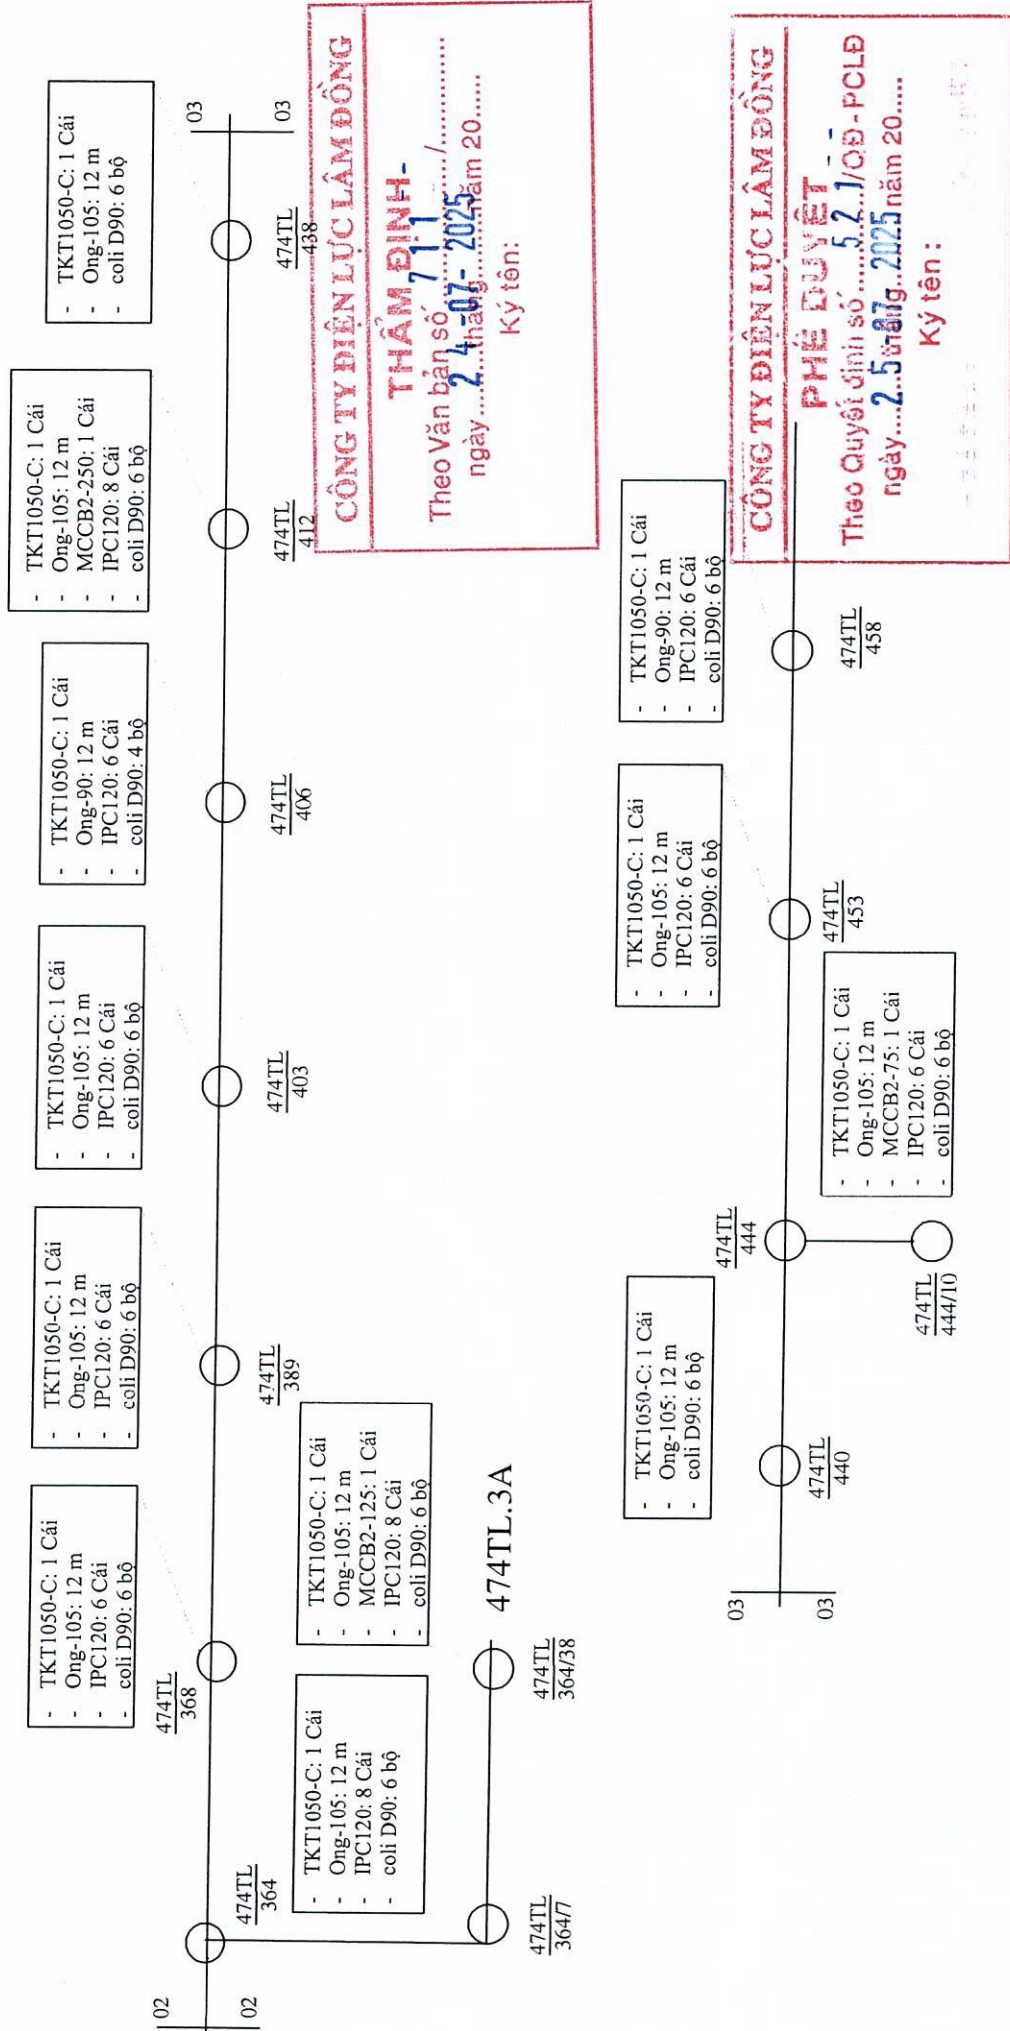 02
02
474TL
364
- TKT1050-C: 1 Cái
- Ong-105: 12 m
- IPC120: 6 Cái
- coli D90: 6 bộ
474TL
368
- TKT1050-C: 1 Cái
- Ong-105: 12 m
- IPC120: 6 Cái
- coli D90: 6 bộ
474TL
389
- TKT1050-C: 1 Cái
- Ong-105: 12 m
- IPC120: 6 Cái
- coli D90: 6 bộ
474TL
403
- TKT1050-C: 1 Cái
- Ong-90: 12 m
- IPC120: 6 Cái
- coli D90: 4 bộ
474TL
406
- TKT1050-C: 1 Cái
- Ong-105: 12 m
- MCCB2-250: 1 Cái
- IPC120: 8 Cái
- coli D90: 6 bộ
474TL
412
- TKT1050-C: 1 Cái
- Ong-105: 12 m
- coli D90: 6 bộ
474TL
438
03
03
- TKT1050-C: 1 Cái
- Ong-105: 12 m
- IPC120: 8 Cái
- coli D90: 6 bộ
474TL
364/7
- TKT1050-C: 1 Cái
- Ong-105: 12 m
- MCCB2-125: 1 Cái
- IPC120: 8 Cái
- coli D90: 6 bộ
474TL
364/38
474TL.3A
CÔNG TY ĐIỆN LỰC LÂM ĐỒNG
THẨM ĐỊNH
Theo Văn bản số 711/
ngày 24-07-2025 tháng năm 20
Ký tên:
03
03
- TKT1050-C: 1 Cái
- Ong-105: 12 m
- coli D90: 6 bộ
474TL
440
474TL
444
- TKT1050-C: 1 Cái
- Ong-105: 12 m
- MCCB2-75: 1 Cái
- IPC120: 6 Cái
- coli D90: 6 bộ
474TL
444/10
- TKT1050-C: 1 Cái
- Ong-105: 12 m
- IPC120: 6 Cái
- coli D90: 6 bộ
474TL
453
- TKT1050-C: 1 Cái
- Ong-90: 12 m
- IPC120: 6 Cái
- coli D90: 6 bộ
474TL
458
CÔNG TY ĐIỆN LỰC LÂM ĐỒNG
PHÊ DUYỆT
Theo Quyết định số 521/QĐ-PCLĐ
ngày 25-07-2025 tháng năm 20
Ký tên: